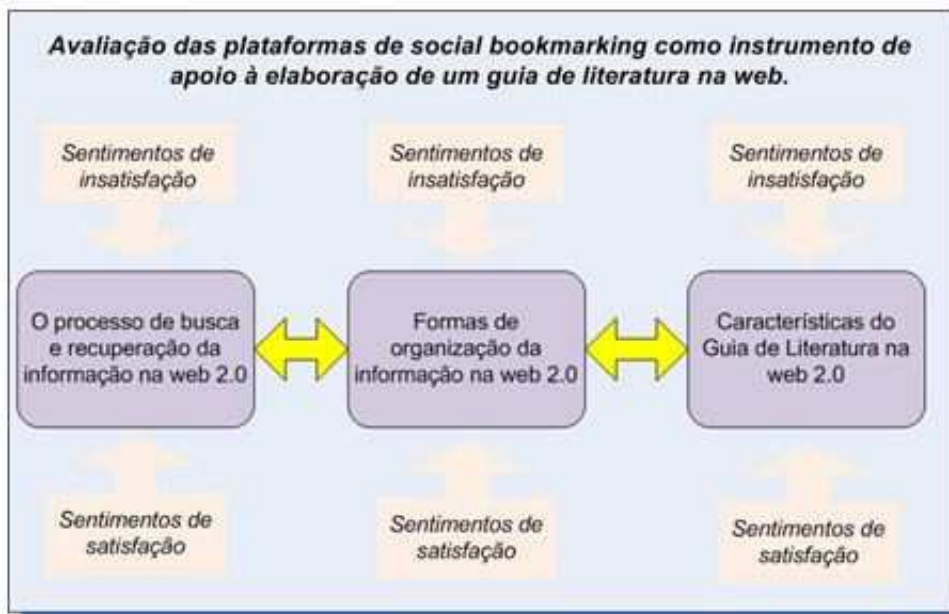 Avaliação das plataformas de social bookmarking como instrumento de
apoio à elaboração de um guia de literatura na web.
Sentimentos de
insatisfação
Sentimentos de
insatisfação
Sentimentos de
insatisfação
O processo de busca
e recuperação da
informação na web 2.0
Formas de
organização da
informação na web 2.0
Características do
Guia de Literatura na
web 2.0
Sentimentos de
satisfação
Sentimentos de
satisfação
Sentimentos de
satisfação